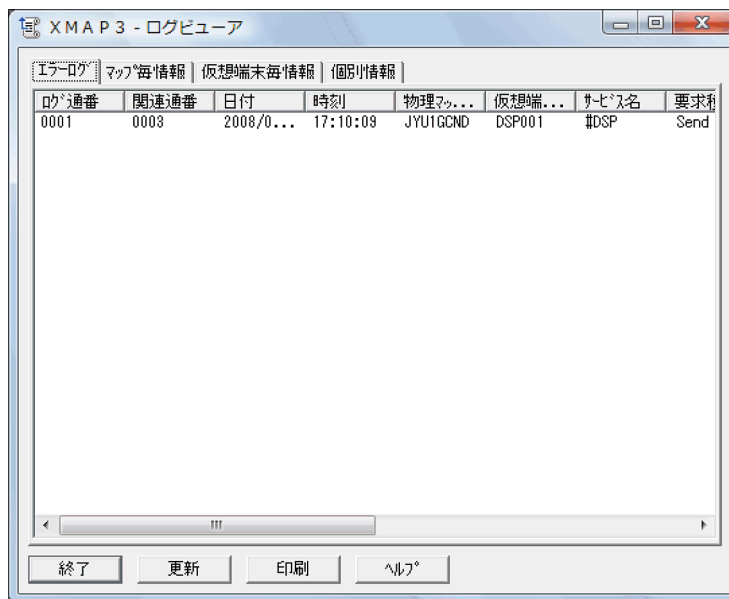 XMAP3 - ログビューア
ｴﾗｰﾛｸﾞ ﾏｯﾌﾟ毎情報 仮想端末毎情報 個別情報
ﾛｸﾞ通番 関連通番 日付 時刻 物理ﾏｯ... 仮想端... ｻｰﾋﾞｽ名 要求種
0001 0003 2008/0... 17:10:09 JYU1GCND DSP001 #DSP Send
終了 更新 印刷 ﾍﾙﾌﾟ